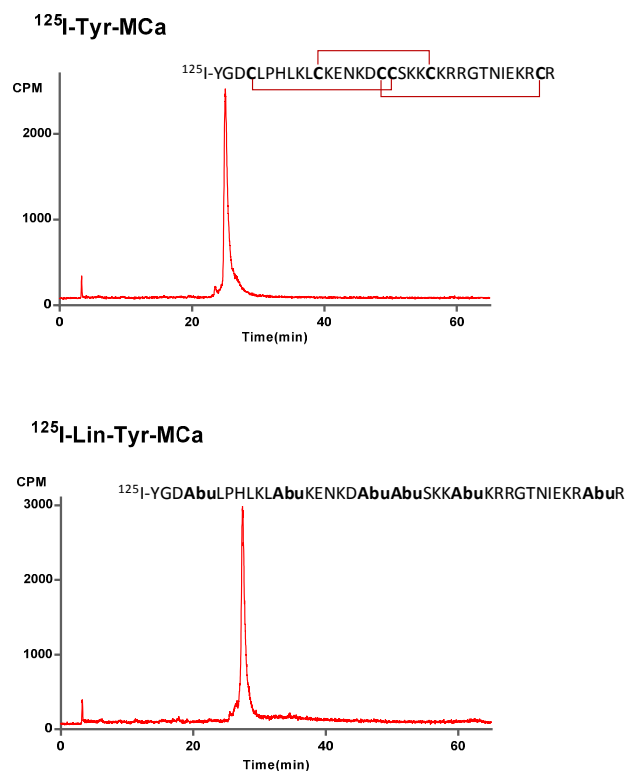 ¹²⁵I-Tyr-MCa
¹²⁵I-YGDCLPHLKLCKENKDCCSKKCKRRGTNIEKRCR
CPM
2000
1000
0
0 20 40 60
Time(min)
¹²⁵I-Lin-Tyr-MCa
CPM
¹²⁵I-YGDAbuLPHLKLAbuKENKDAbuAbuSKKAbuKRRGTNIEKRAbuR
3000
2000
1000
0
0 20 40 60
Time(min)